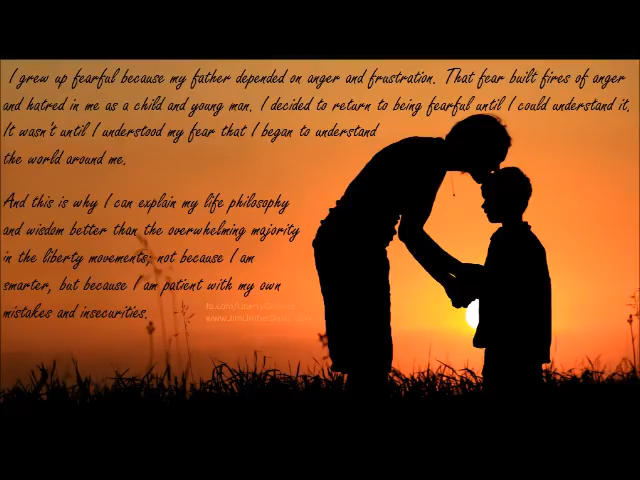 I grew up fearful because my father depended on anger and frustration. That fear built fires of anger
and hatred in me as a child and young man. I decided to return to being fearful until I could understand it.
It wasn't until I understood my fear that I began to understand
the world around me.
And this is why I can explain my life philosophy
and wisdom better than the overwhelming majority
in the liberty movements; not because I am
smarter, but because I am patient with my own
mistakes and insecurities.